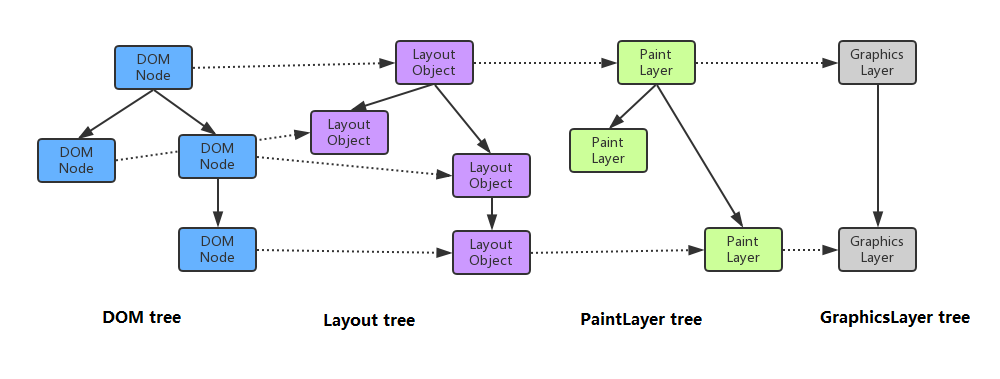 DOM
Node
Layout
Object
Paint
Layer
Graphics
Layer
DOM
Node
DOM
Node
Layout
Object
Layout
Object
Paint
Layer
DOM
Node
Layout
Object
Paint
Layer
Graphics
Layer
DOM tree
Layout tree
PaintLayer tree
GraphicsLayer tree